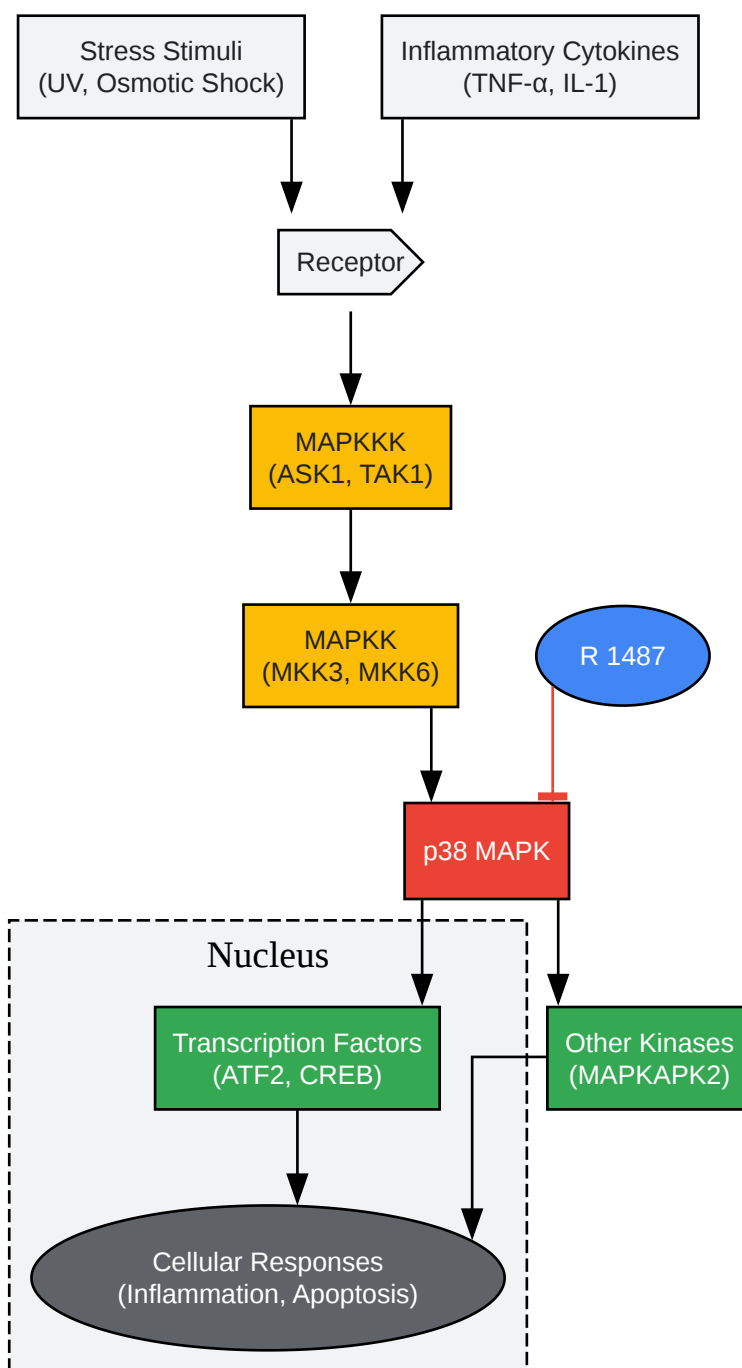 Stress Stimuli
(UV, Osmotic Shock)
Inflammatory Cytokines
(TNF-α, IL-1)
Receptor
MAPKKK
(ASK1, TAK1)
MAPKK
(MKK3, MKK6)
R 1487
p38 MAPK
Nucleus
Transcription Factors
(ATF2, CREB)
Other Kinases
(MAPKAPK2)
Cellular Responses
(Inflammation, Apoptosis)